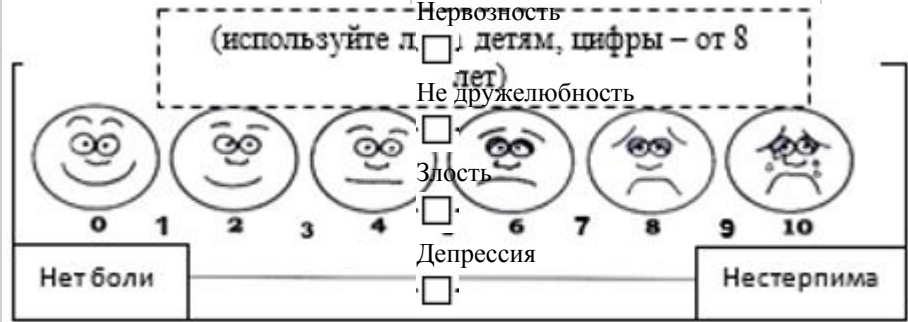 Нервозность
(используйте детям, цифры – от 8
лет)
Не дружелюбность
Злость
0 1 2 3 4 6 7 8 9 10
Депрессия
Нет боли
Нестерпима